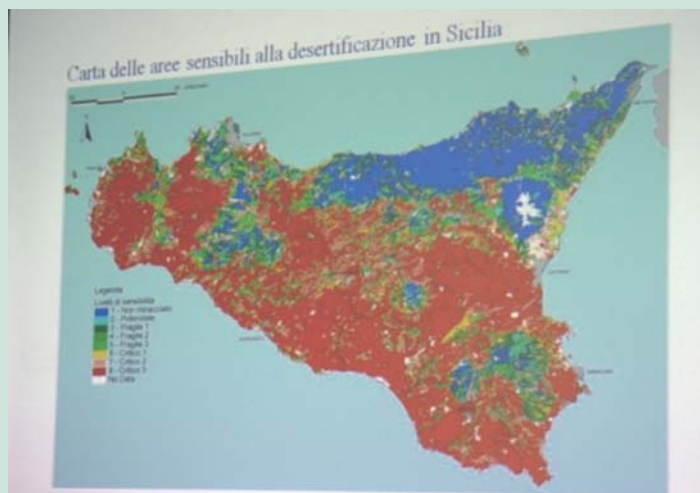 Carta delle aree sensibili alla desertificazione in Sicilia
Legenda
Livelli di sensibilità
1 - Non minacciato
2 - Potenziale
3 - Fragile 1
4 - Fragile 2
5 - Fragile 3
6 - Critico 1
7 - Critico 2
8 - Critico 3
No Data